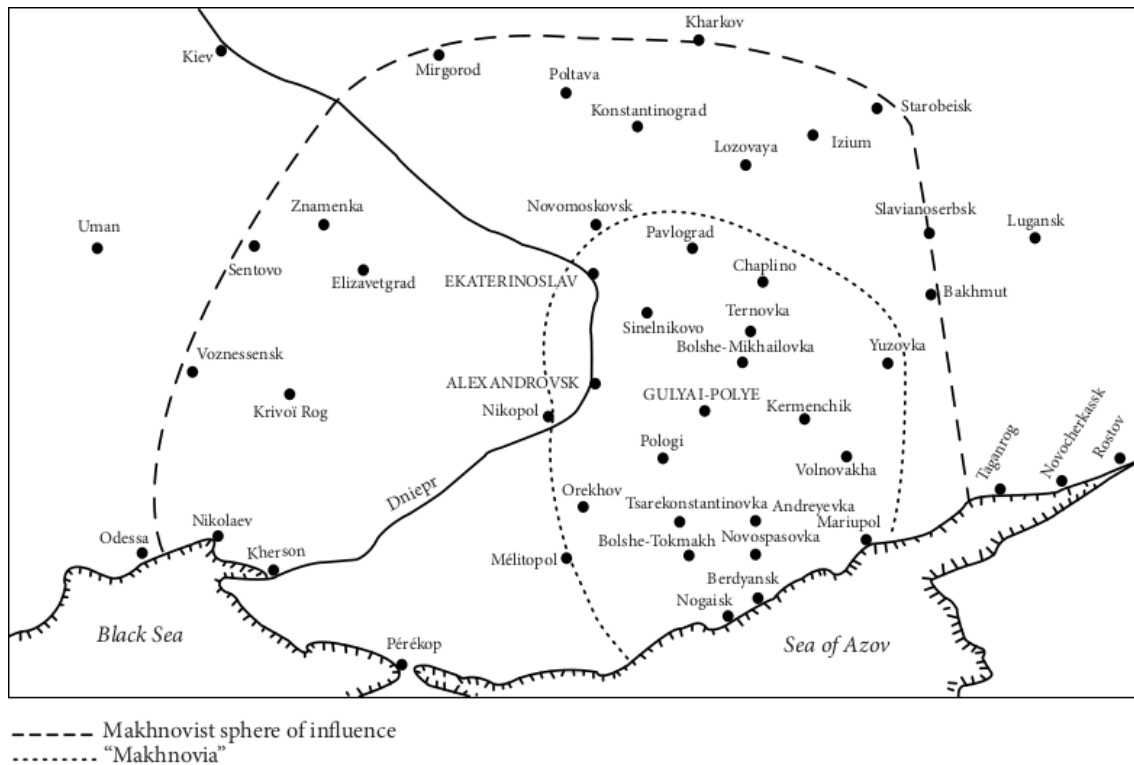 Kharkov
Kiev
Mirgorod
Poltava
Starobeisk
Konstantinograd
Izium
Lozovaya
Znamenka
Novomoskovsk
Slavianoserbsk
Lugansk
Uman
Pavlograd
Sentovo
Chaplino
Elizavetgrad
EKATERINOSLAV
Bakhmut
Ternovka
Sinelnikovo
Bolshe-Mikhailovka
Yuzovka
Voznessensk
ALEXANDROVSK
GULYAI-POLYE
Krivoï Rog
Nikopol
Kermenchik
Pologi
Volnovakha
Taganrog
Novocherkassk
Rostov
Dniepr
Orekhov
Tsarekonstantinovka
Andreyevka
Nikolaev
Mariupol
Odessa
Kherson
Bolshe-Tokmakh
Novospasovka
Mélitopol
Berdyansk
Nogaisk
Black Sea
Pérékop
Sea of Azov
Makhnovist sphere of influence
“Makhnovia”